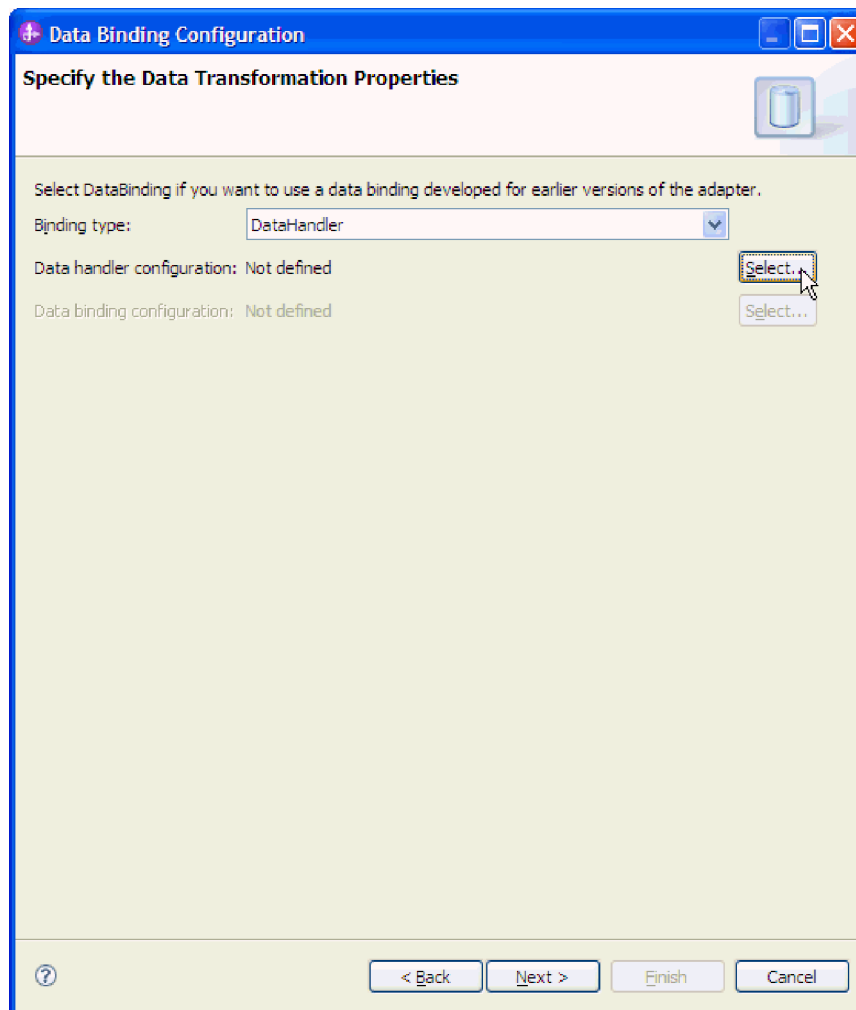 Data Binding Configuration
Specify the Data Transformation Properties
Select DataBinding if you want to use a data binding developed for earlier versions of the adapter.
Binding type: DataHandler
Data handler configuration: Not defined Select...
Data binding configuration: Not defined Select...
? < Back Next > Finish Cancel